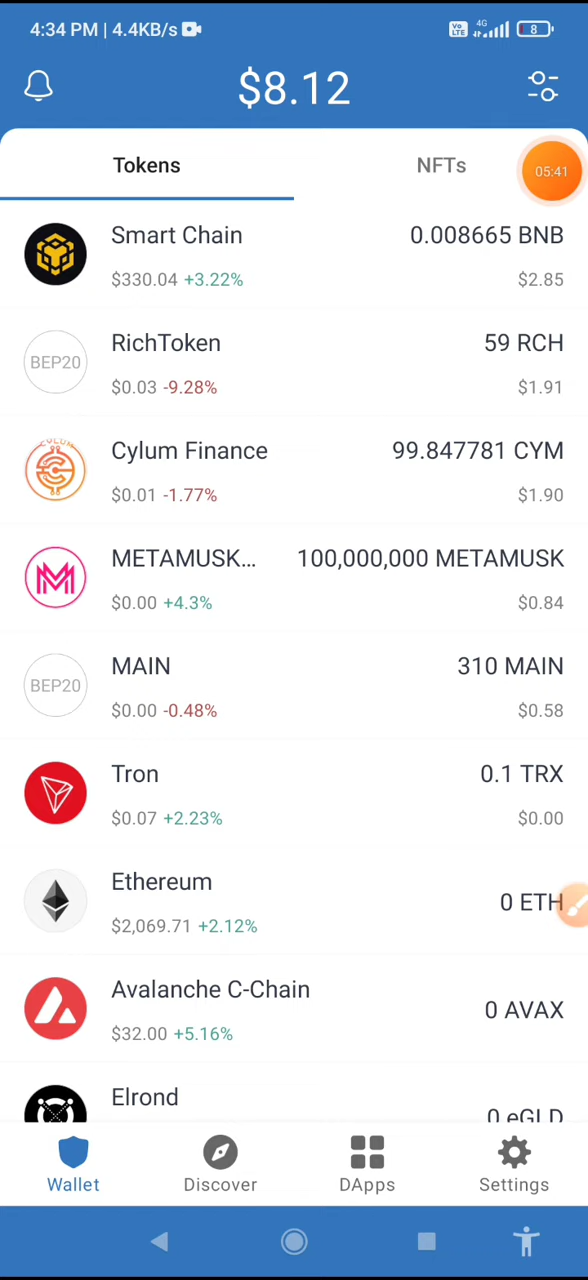 4:34 PM | 4.4KB/s
Vo LTE 4G 8
$8.12
Tokens NFTs 05:41
Smart Chain 0.008665 BNB
$330.04 +3.22% $2.85
BEP20 RichToken 59 RCH
$0.03 -9.28% $1.91
CYLUM Cylum Finance 99.847781 CYM
$0.01 -1.77% $1.90
METAMUSK... 100,000,000 METAMUSK
$0.00 +4.3% $0.84
BEP20 MAIN 310 MAIN
$0.00 -0.48% $0.58
Tron 0.1 TRX
$0.07 +2.23% $0.00
Ethereum 0 ETH
$2,069.71 +2.12%
Avalanche C-Chain 0 AVAX
$32.00 +5.16%
Elrond 0 eGLD
Wallet Discover DApps Settings